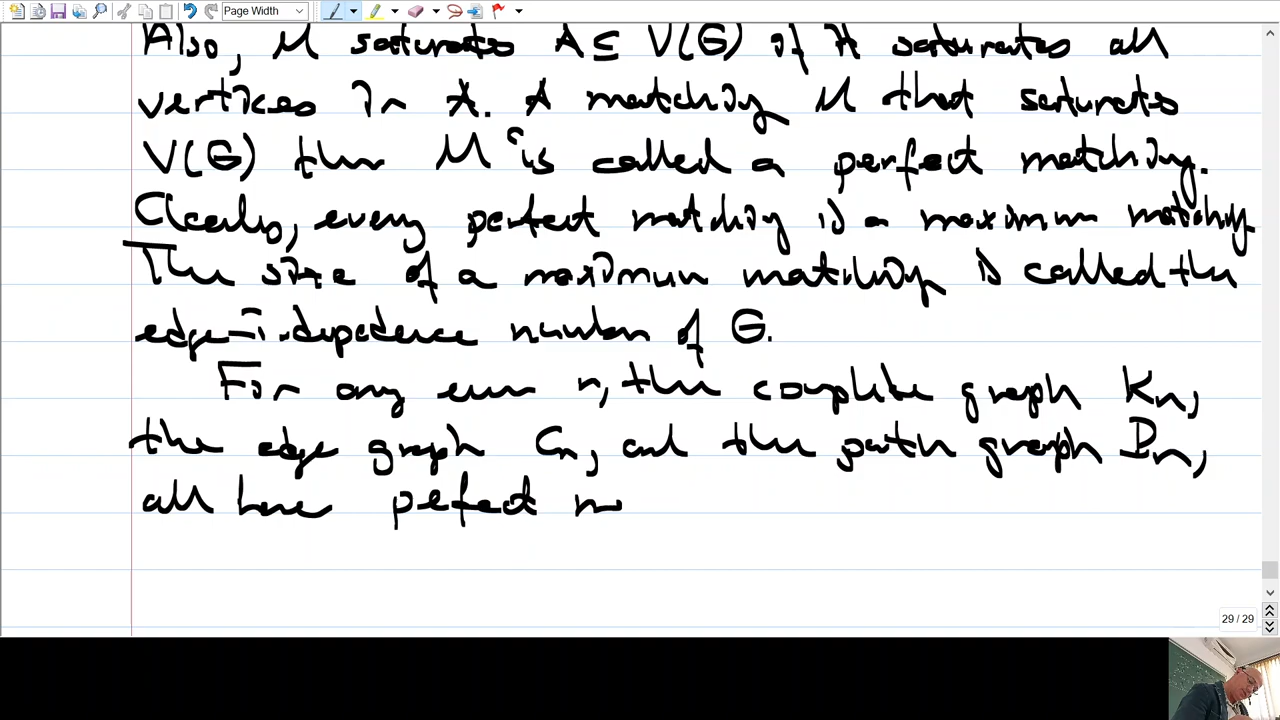 Page Width
Also, M saturates A ⊆ V(G) if it saturates all
vertices in A. A matching M that saturates
V(G) then M is called a perfect matching.
Clearly, every perfect matching is a maximum matching.
The size of a maximum matching is called the
edge-independence number of G.
For any even n, the complete graph Kn,
the edge graph Cn, and the path graph Pn,
all have pefect m
29 / 29